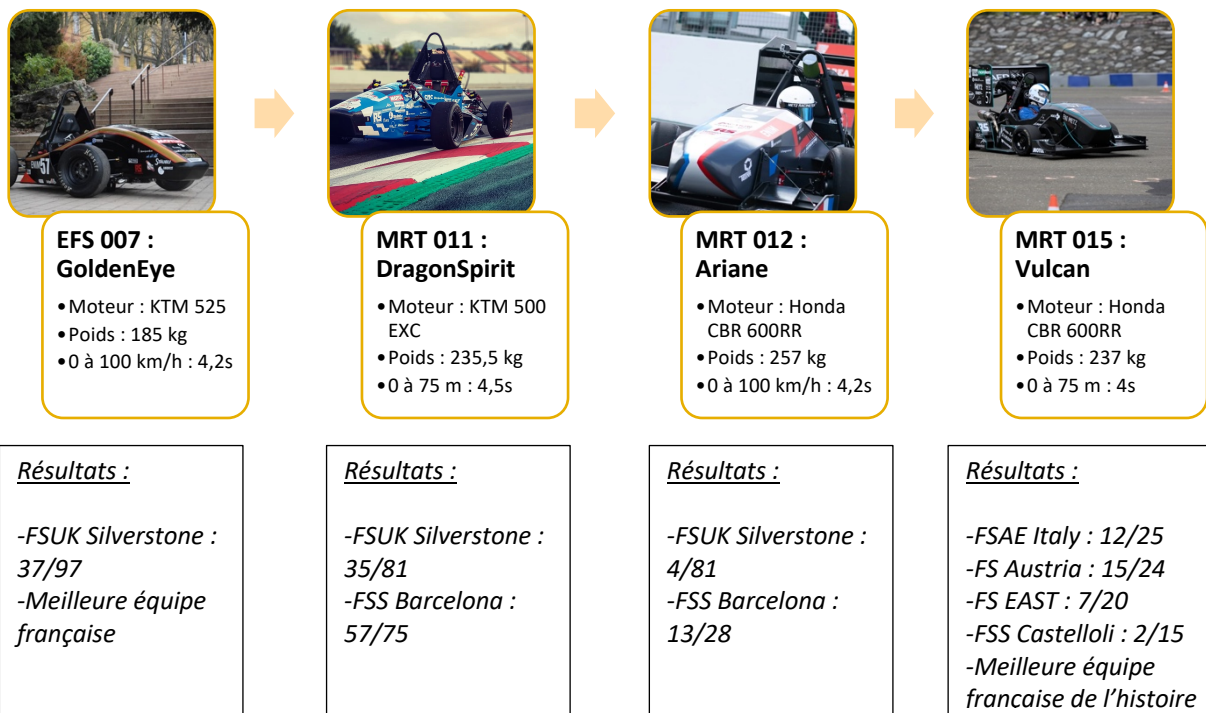 57
EFS 007 :
GoldenEye
•Moteur : KTM 525
•Poids : 185 kg
•0 à 100 km/h : 4,2s
MRT 011 :
DragonSpirit
•Moteur : KTM 500
EXC
•Poids : 235,5 kg
•0 à 75 m : 4,5s
MRT 012 :
Ariane
•Moteur : Honda
CBR 600RR
•Poids : 257 kg
•0 à 100 km/h : 4,2s
MRT 015 :
Vulcan
•Moteur : Honda
CBR 600RR
•Poids : 237 kg
•0 à 75 m : 4s
Résultats :
-FSUK Silverstone :
37/97
-Meilleure équipe
française
Résultats :
-FSUK Silverstone :
35/81
-FSS Barcelona :
57/75
Résultats :
-FSUK Silverstone :
4/81
-FSS Barcelona :
13/28
Résultats :
-FSAE Italy : 12/25
-FS Austria : 15/24
-FS EAST : 7/20
-FSS Castelloli : 2/15
-Meilleure équipe
française de l’histoire